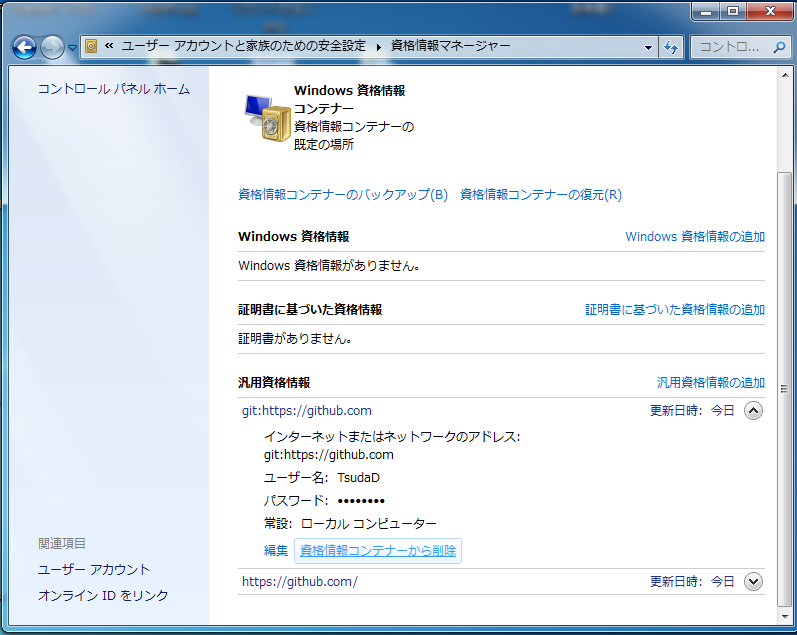 « ユーザー アカウントと家族のための安全設定 ▸ 資格情報マネージャー
コントロ...
コントロール パネル ホーム
Windows 資格情報
コンテナー
資格情報コンテナーの
既定の場所
資格情報コンテナーのバックアップ(B) 資格情報コンテナーの復元(R)
Windows 資格情報 Windows 資格情報の追加
Windows 資格情報がありません。
証明書に基づいた資格情報 証明書に基づいた資格情報の追加
証明書がありません。
汎用資格情報 汎用資格情報の追加
git:https://github.com 更新日時: 今日
インターネットまたはネットワークのアドレス:
git:https://github.com
ユーザー名: TsudaD
パスワード: ••••••••
常設: ローカル コンピューター
編集 資格情報コンテナーから削除
https://github.com/ 更新日時: 今日
関連項目
ユーザー アカウント
オンライン ID をリンク